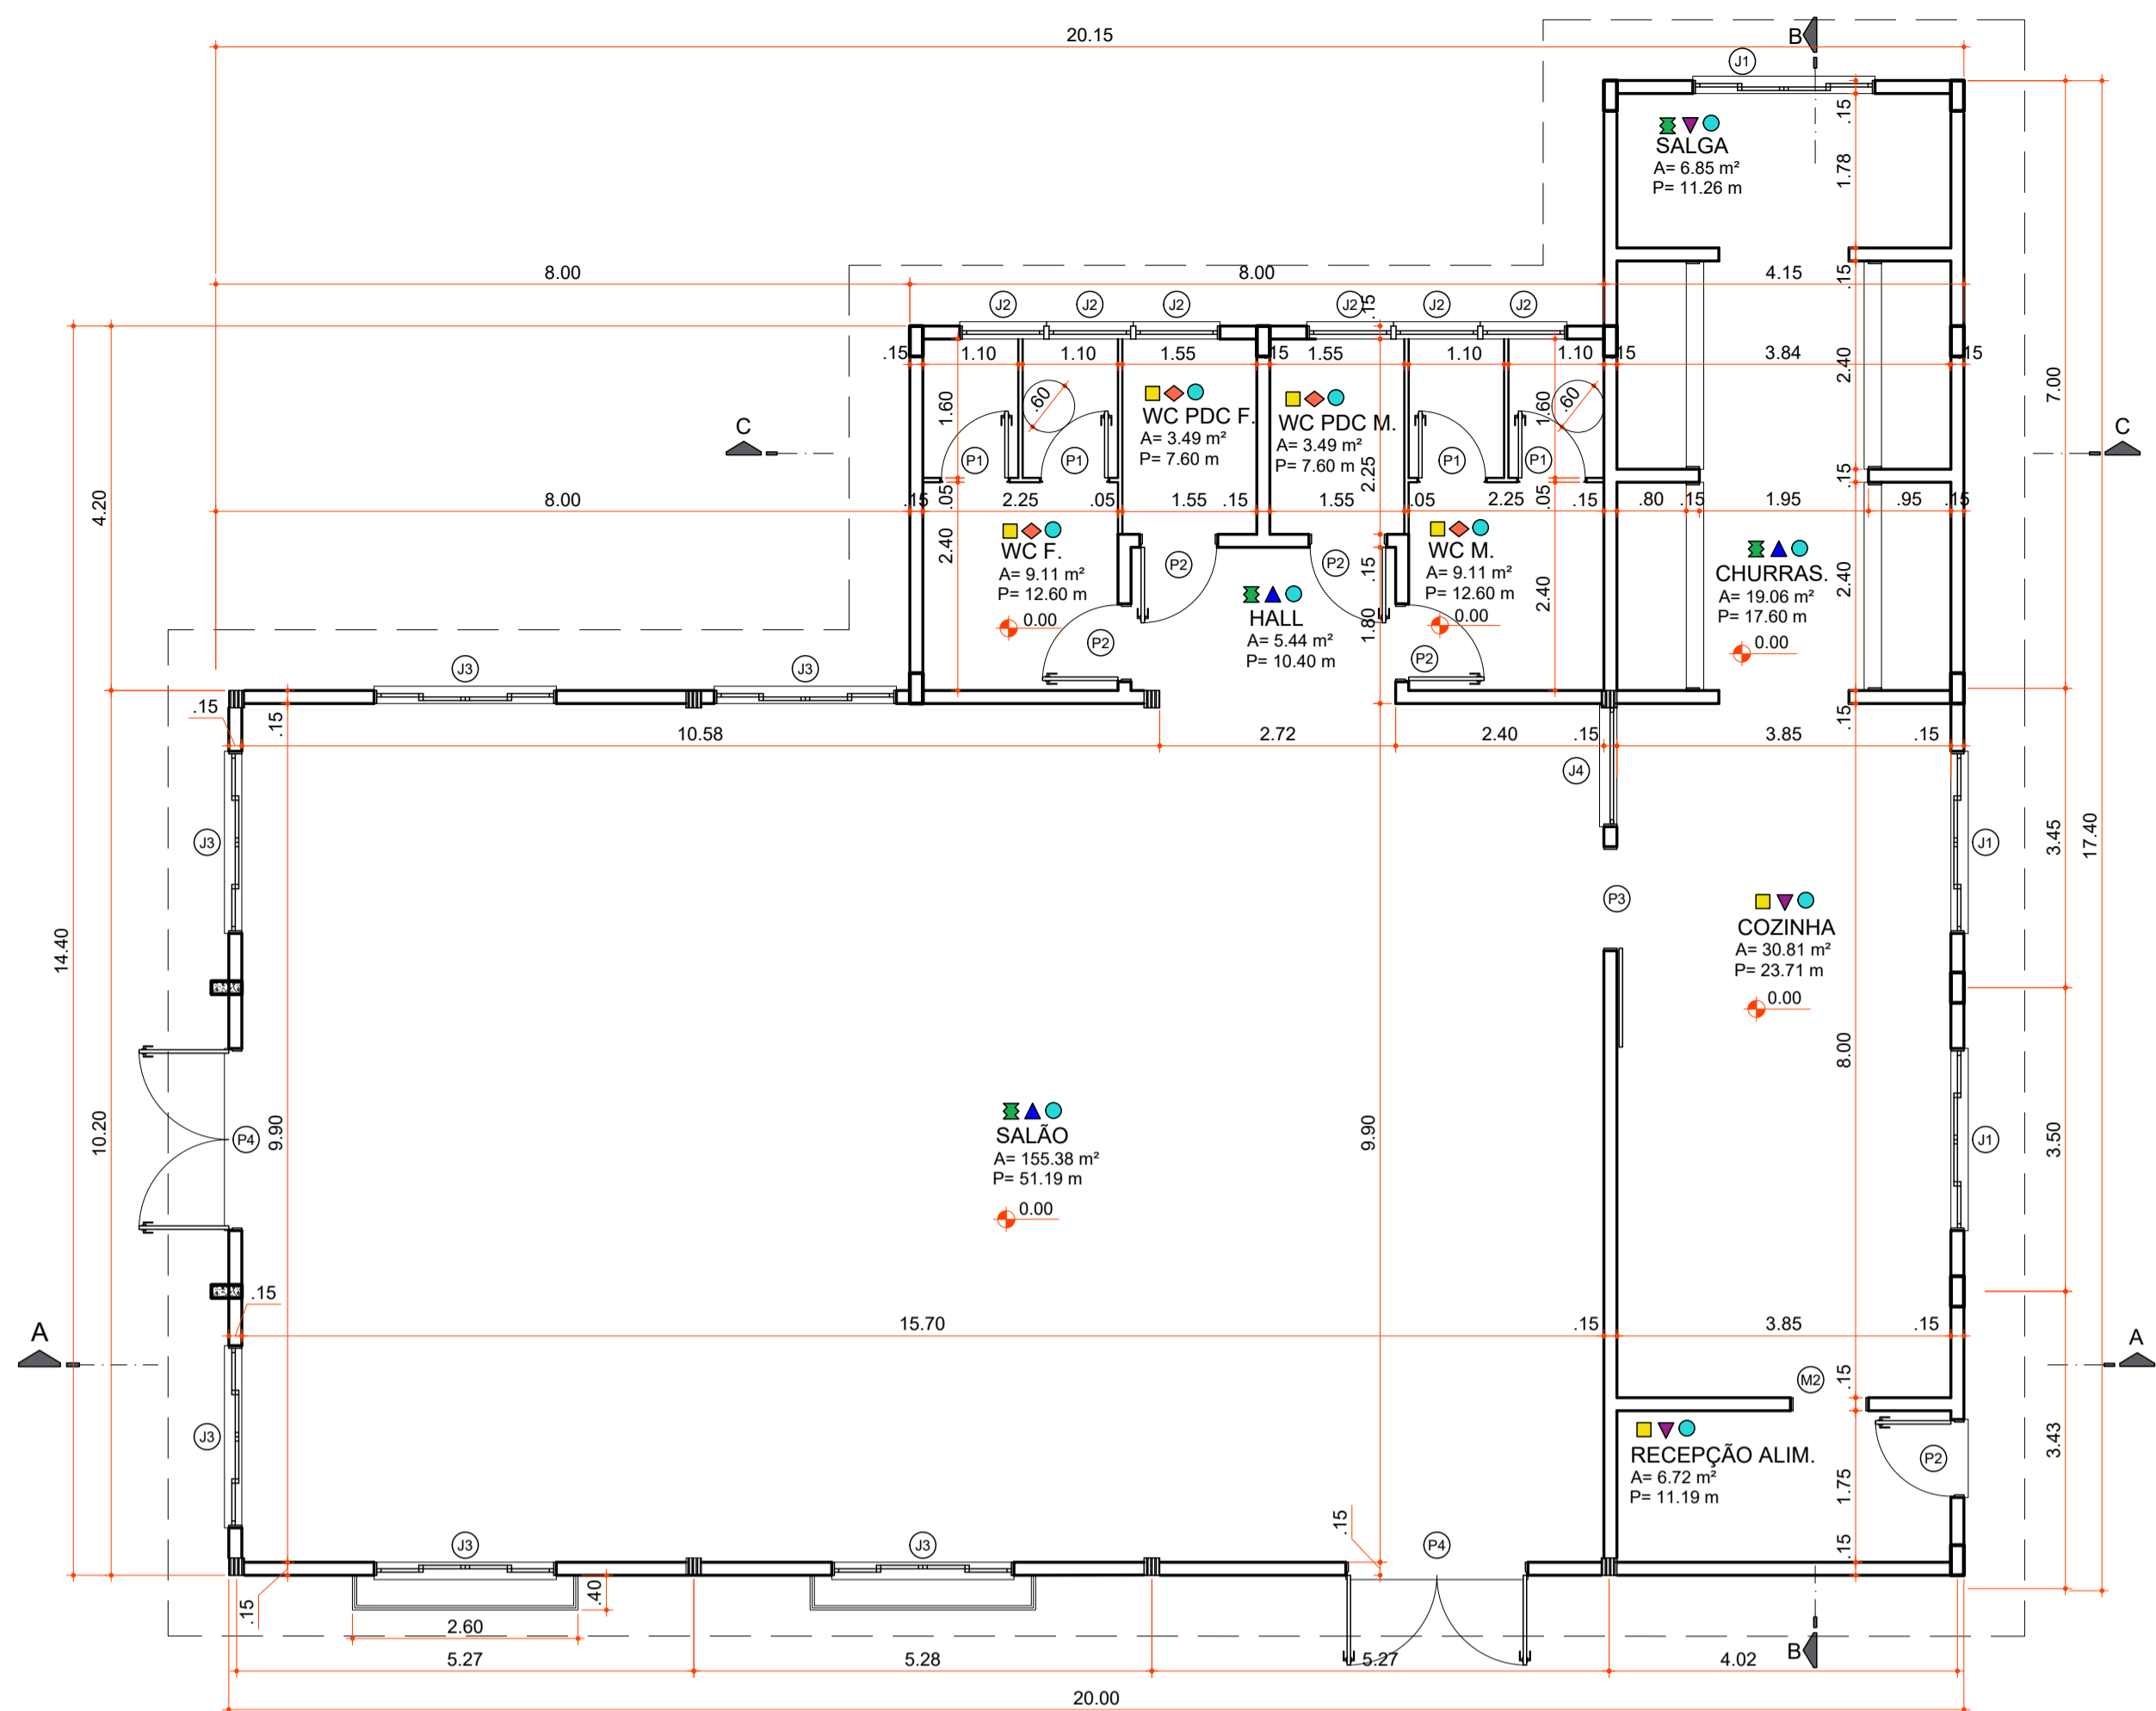 20.15
B
J1
.15
SALGA
A= 6.85 m²
P= 11.26 m
1.78
8.00
8.00
4.15
.15
J2
J2
J2
J2
J2
J2
.15
.15
1.10
1.10
1.55
.15
1.55
1.10
1.10
.15
3.84
.15
2.40
7.00
1.60
.60
WC PDC F.
A= 3.49 m²
P= 7.60 m
WC PDC M.
A= 3.49 m²
P= 7.60 m
1.60
.60
C
C
P1
P1
P1
P1
2.25
.15
4.20
8.00
.15
.05
2.25
.05
1.55
.15
1.55
.05
2.25
.05
.15
.80
.15
1.95
.95
.15
2.40
WC F.
A= 9.11 m²
P= 12.60 m
0.00
P2
P2
.15
WC M.
A= 9.11 m²
P= 12.60 m
0.00
2.40
CHURRAS.
A= 19.06 m²
P= 17.60 m
0.00
2.40
HALL
A= 5.44 m²
P= 10.40 m
1.80
P2
P2
J3
J3
.15
.15
10.58
2.72
2.40
.15
3.85
.15
.15
J4
J3
J1
3.45
17.40
P3
COZINHA
A= 30.81 m²
P= 23.71 m
0.00
14.40
8.00
10.20
P4
9.90
SALÃO
A= 155.38 m²
P= 51.19 m
0.00
9.90
J1
3.50
.15
A
15.70
.15
3.85
.15
A
M2
.15
J3
RECEPÇÃO ALIM.
A= 6.72 m²
P= 11.19 m
1.75
P2
3.43
J3
J3
.15
P4
.15
.15
.40
2.60
B
5.27
5.28
5.27
4.02
20.00